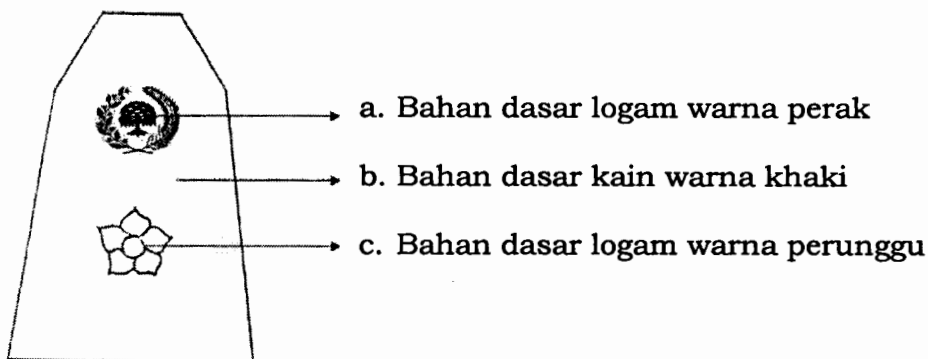 a. Bahan dasar logam warna perak
b. Bahan dasar kain warna khaki
c. Bahan dasar logam warna perunggu